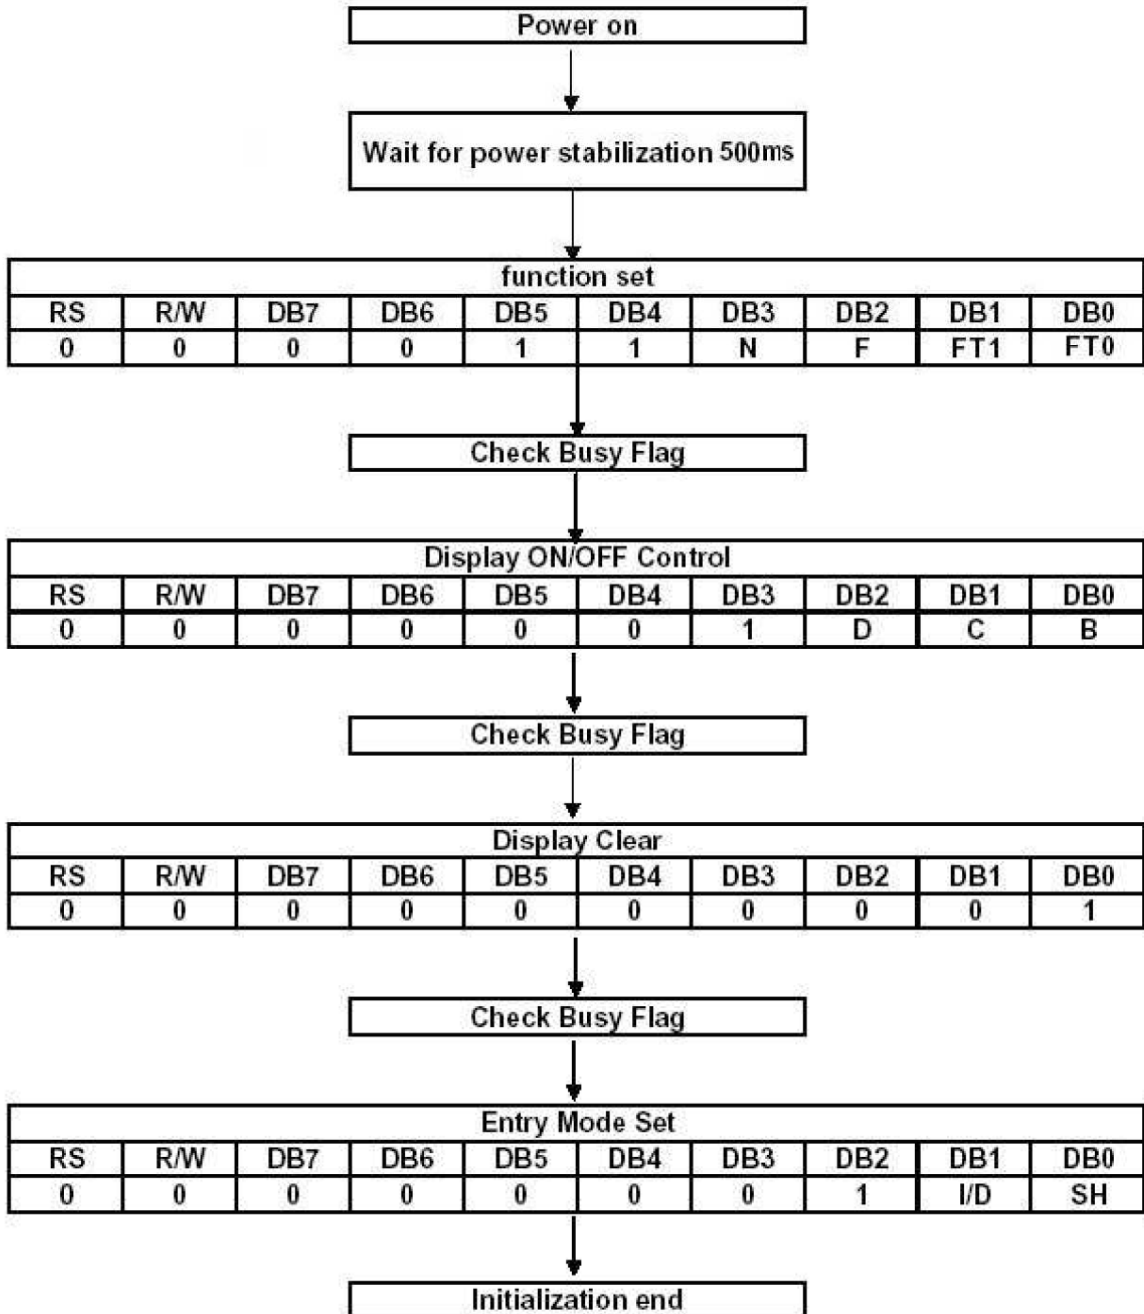 Power on
Wait for power stabilization 500ms
function set
RS R/W DB7 DB6 DB5 DB4 DB3 DB2 DB1 DB0
0 0 0 0 1 1 N F FT1 FT0
Check Busy Flag
Display ON/OFF Control
RS R/W DB7 DB6 DB5 DB4 DB3 DB2 DB1 DB0
0 0 0 0 0 0 1 D C B
Check Busy Flag
Display Clear
RS R/W DB7 DB6 DB5 DB4 DB3 DB2 DB1 DB0
0 0 0 0 0 0 0 0 0 1
Check Busy Flag
Entry Mode Set
RS R/W DB7 DB6 DB5 DB4 DB3 DB2 DB1 DB0
0 0 0 0 0 0 0 1 I/D SH
Initialization end